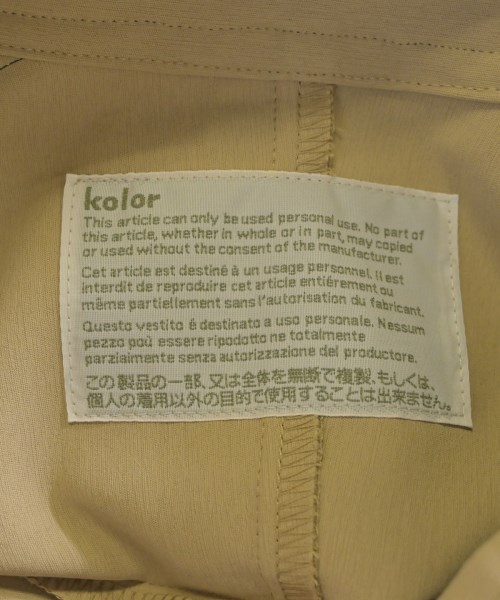 kolor
This article can only be used personal use. No part of
this article, whether in whole or in part, may copied
or used without the consent of the manufacturer.
Cet article est destiné à un usage personnel. Il est
interdit de reproduire cet article entiérement ou
même partiellement sans l'autorisation du fabricant.
Questo vestito é destinato a uso personale. Nessum
pezzo può essere ripodotto ne totalmente
parziaimente senza autorizzazione del productore.
この製品の一部、又は全体を無断で複製、もしくは、
個人の着用以外の目的で使用することは出来ません。